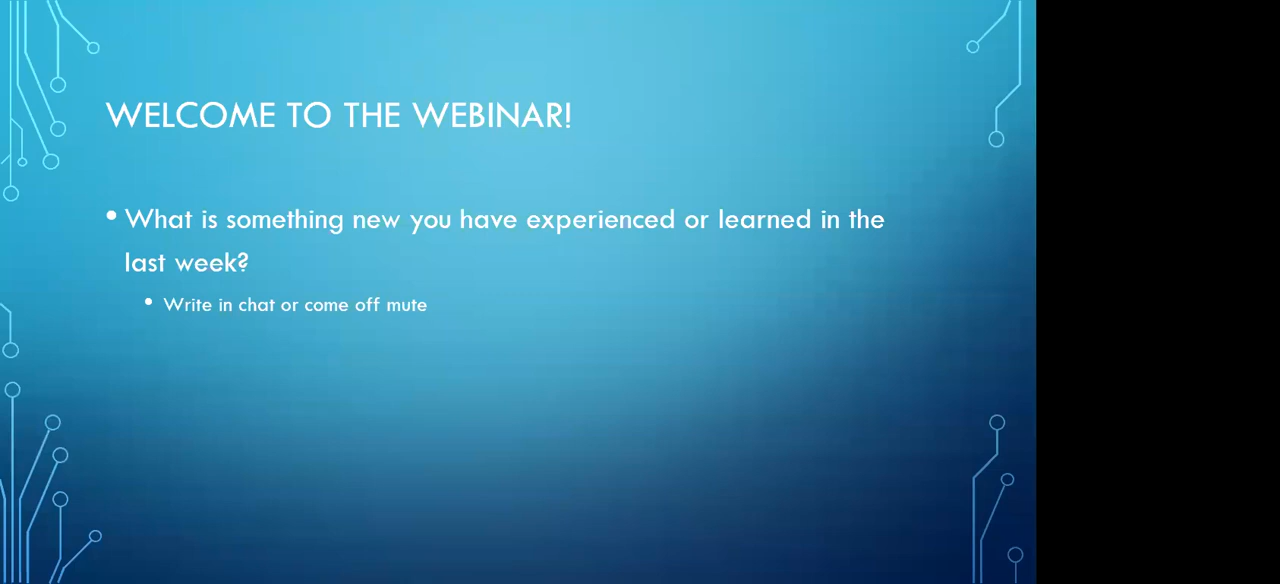 WELCOME TO THE WEBINAR!
• What is something new you have experienced or learned in the
last week?
• Write in chat or come off mute